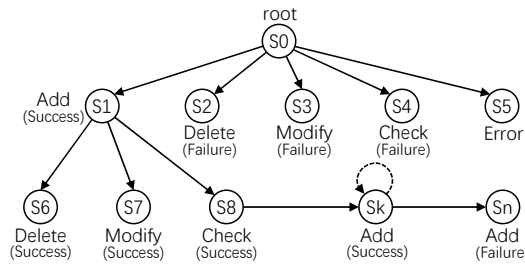 root
S0
Add
(Success)
S1
S2
S3
S4
S5
Delete
(Failure)
Modify
(Failure)
Check
(Failure)
Error
S6
S7
S8
Sk
Sn
Delete
(Success)
Modify
(Success)
Check
(Success)
Add
(Success)
Add
(Failure